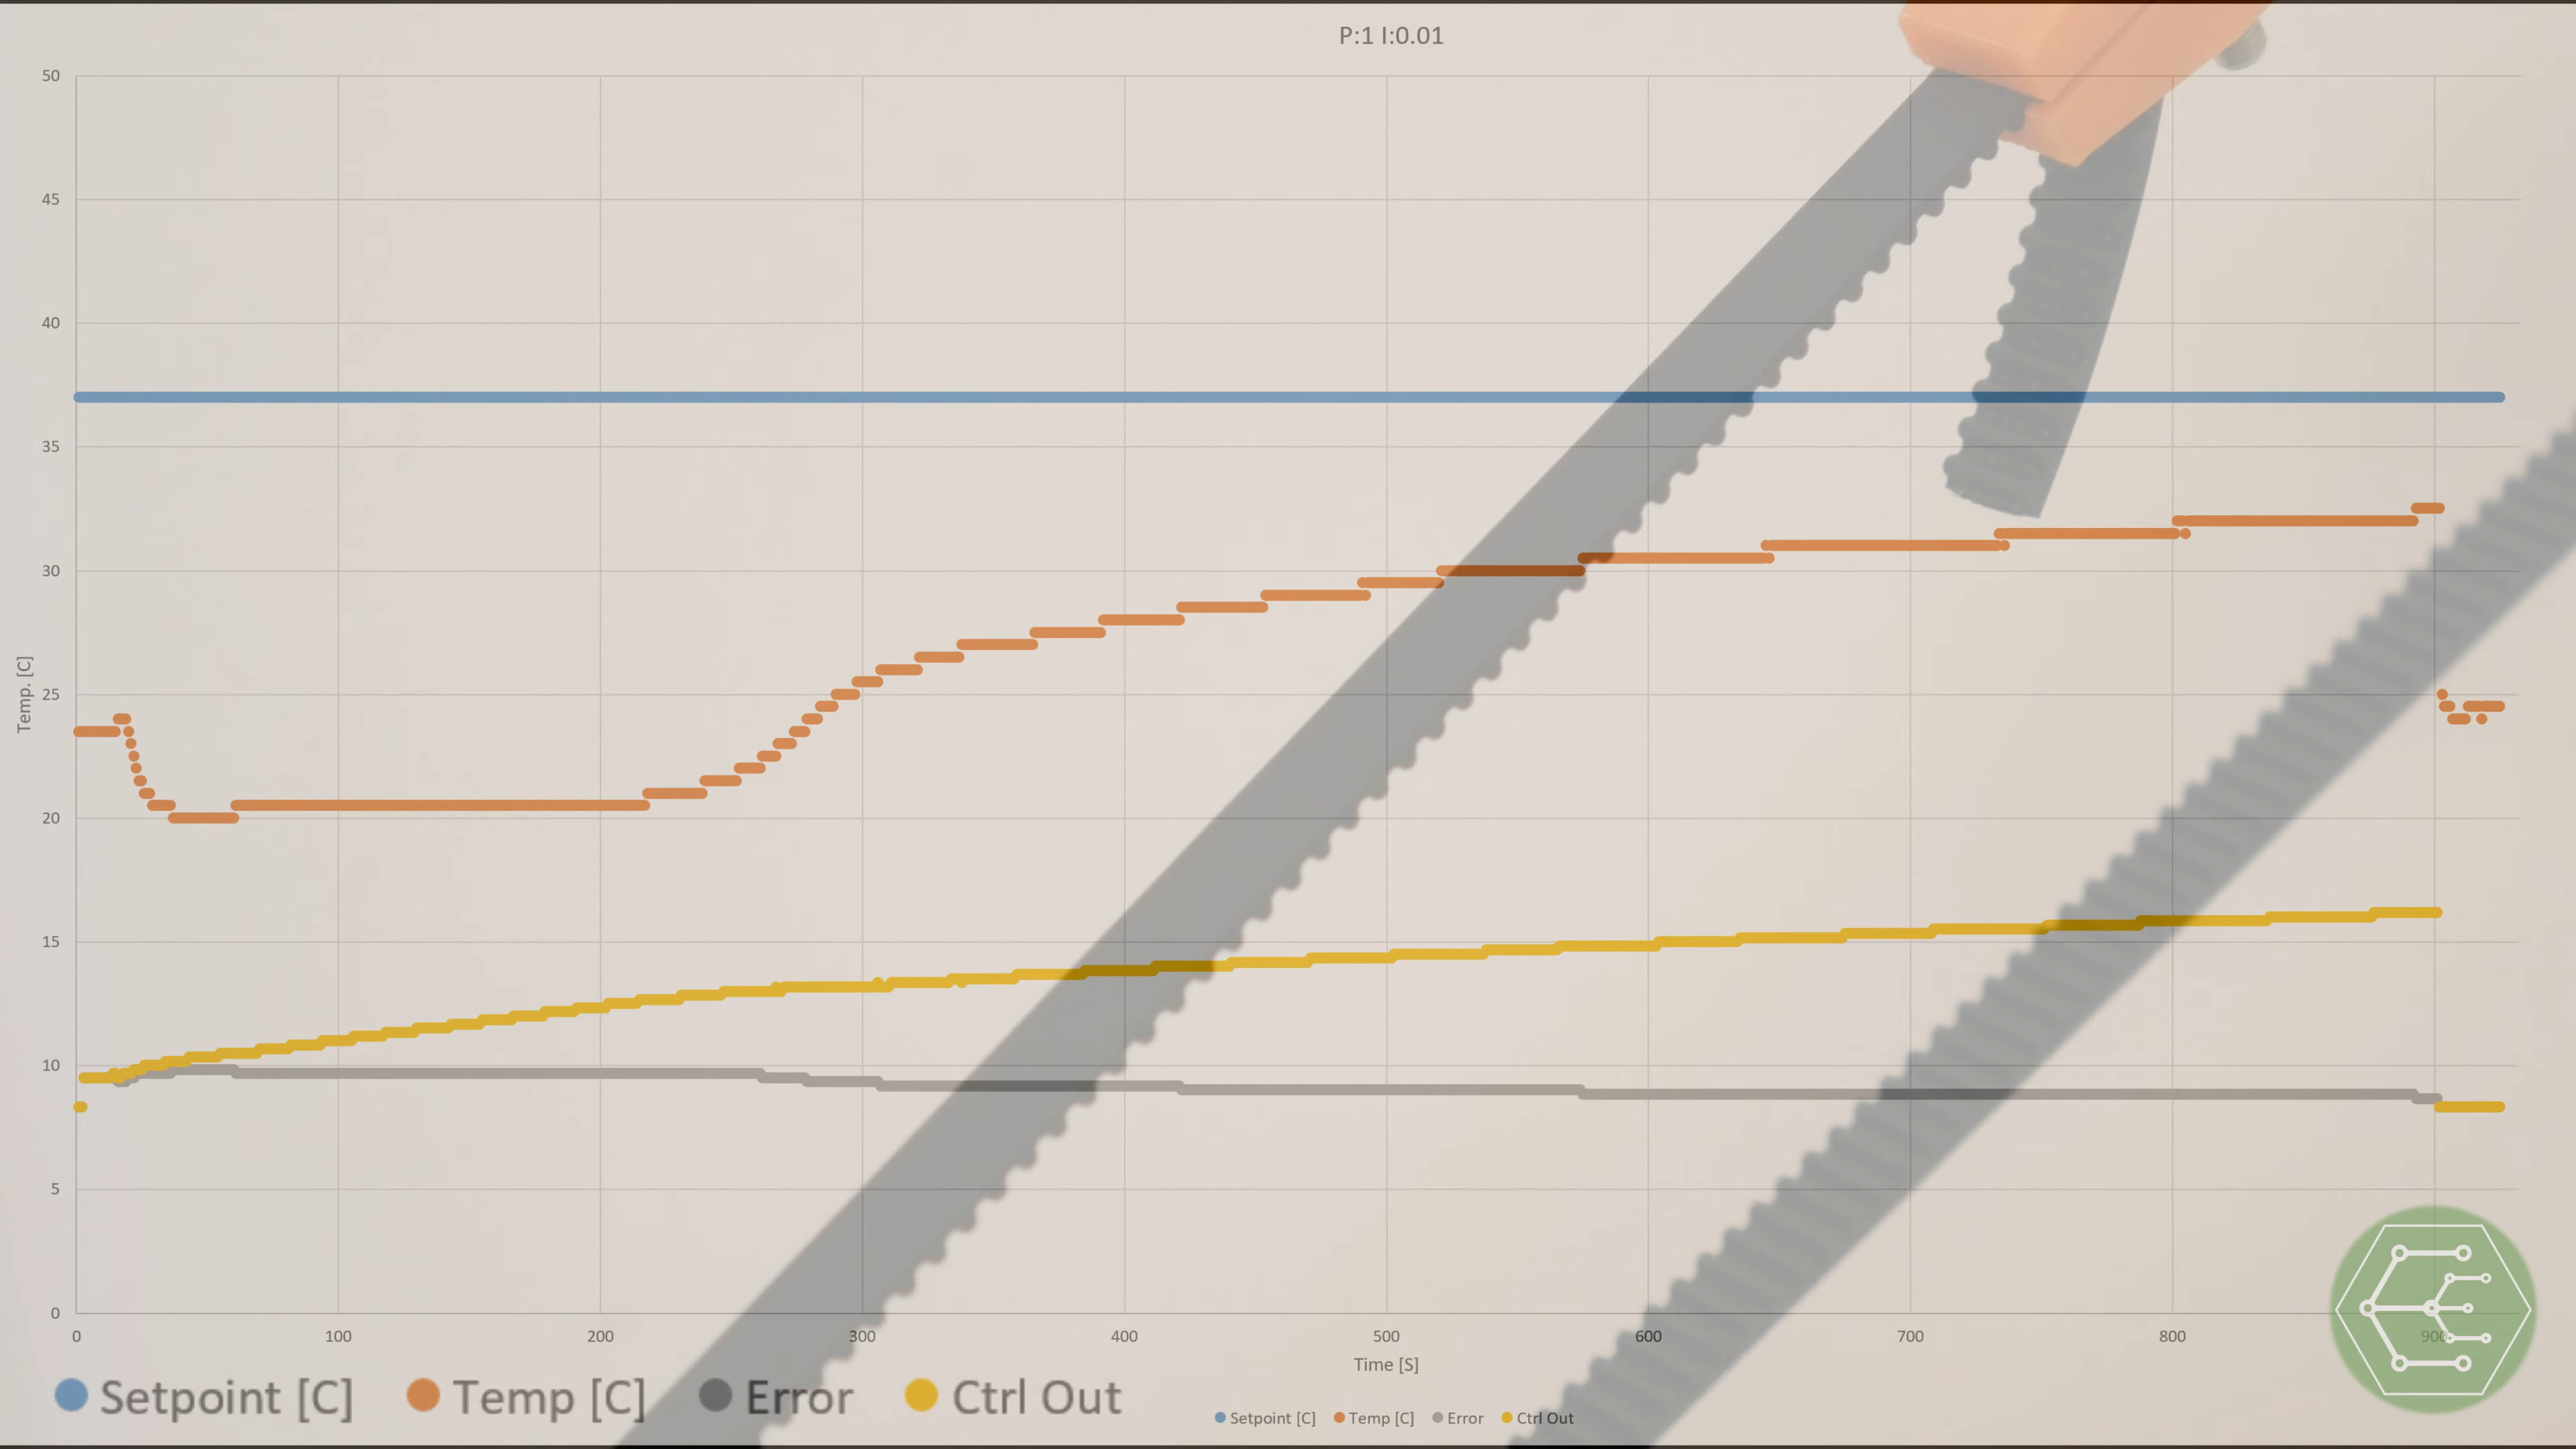 P:1 I:0.01
50
45
40
35
30
25
20
15
10
5
0
Temp. [C]
0 100 200 300 400 500 600 700 800 900
Time [S]
Setpoint [C] Temp [C] Error Ctrl Out
Setpoint [C] Temp [C] Error Ctrl Out